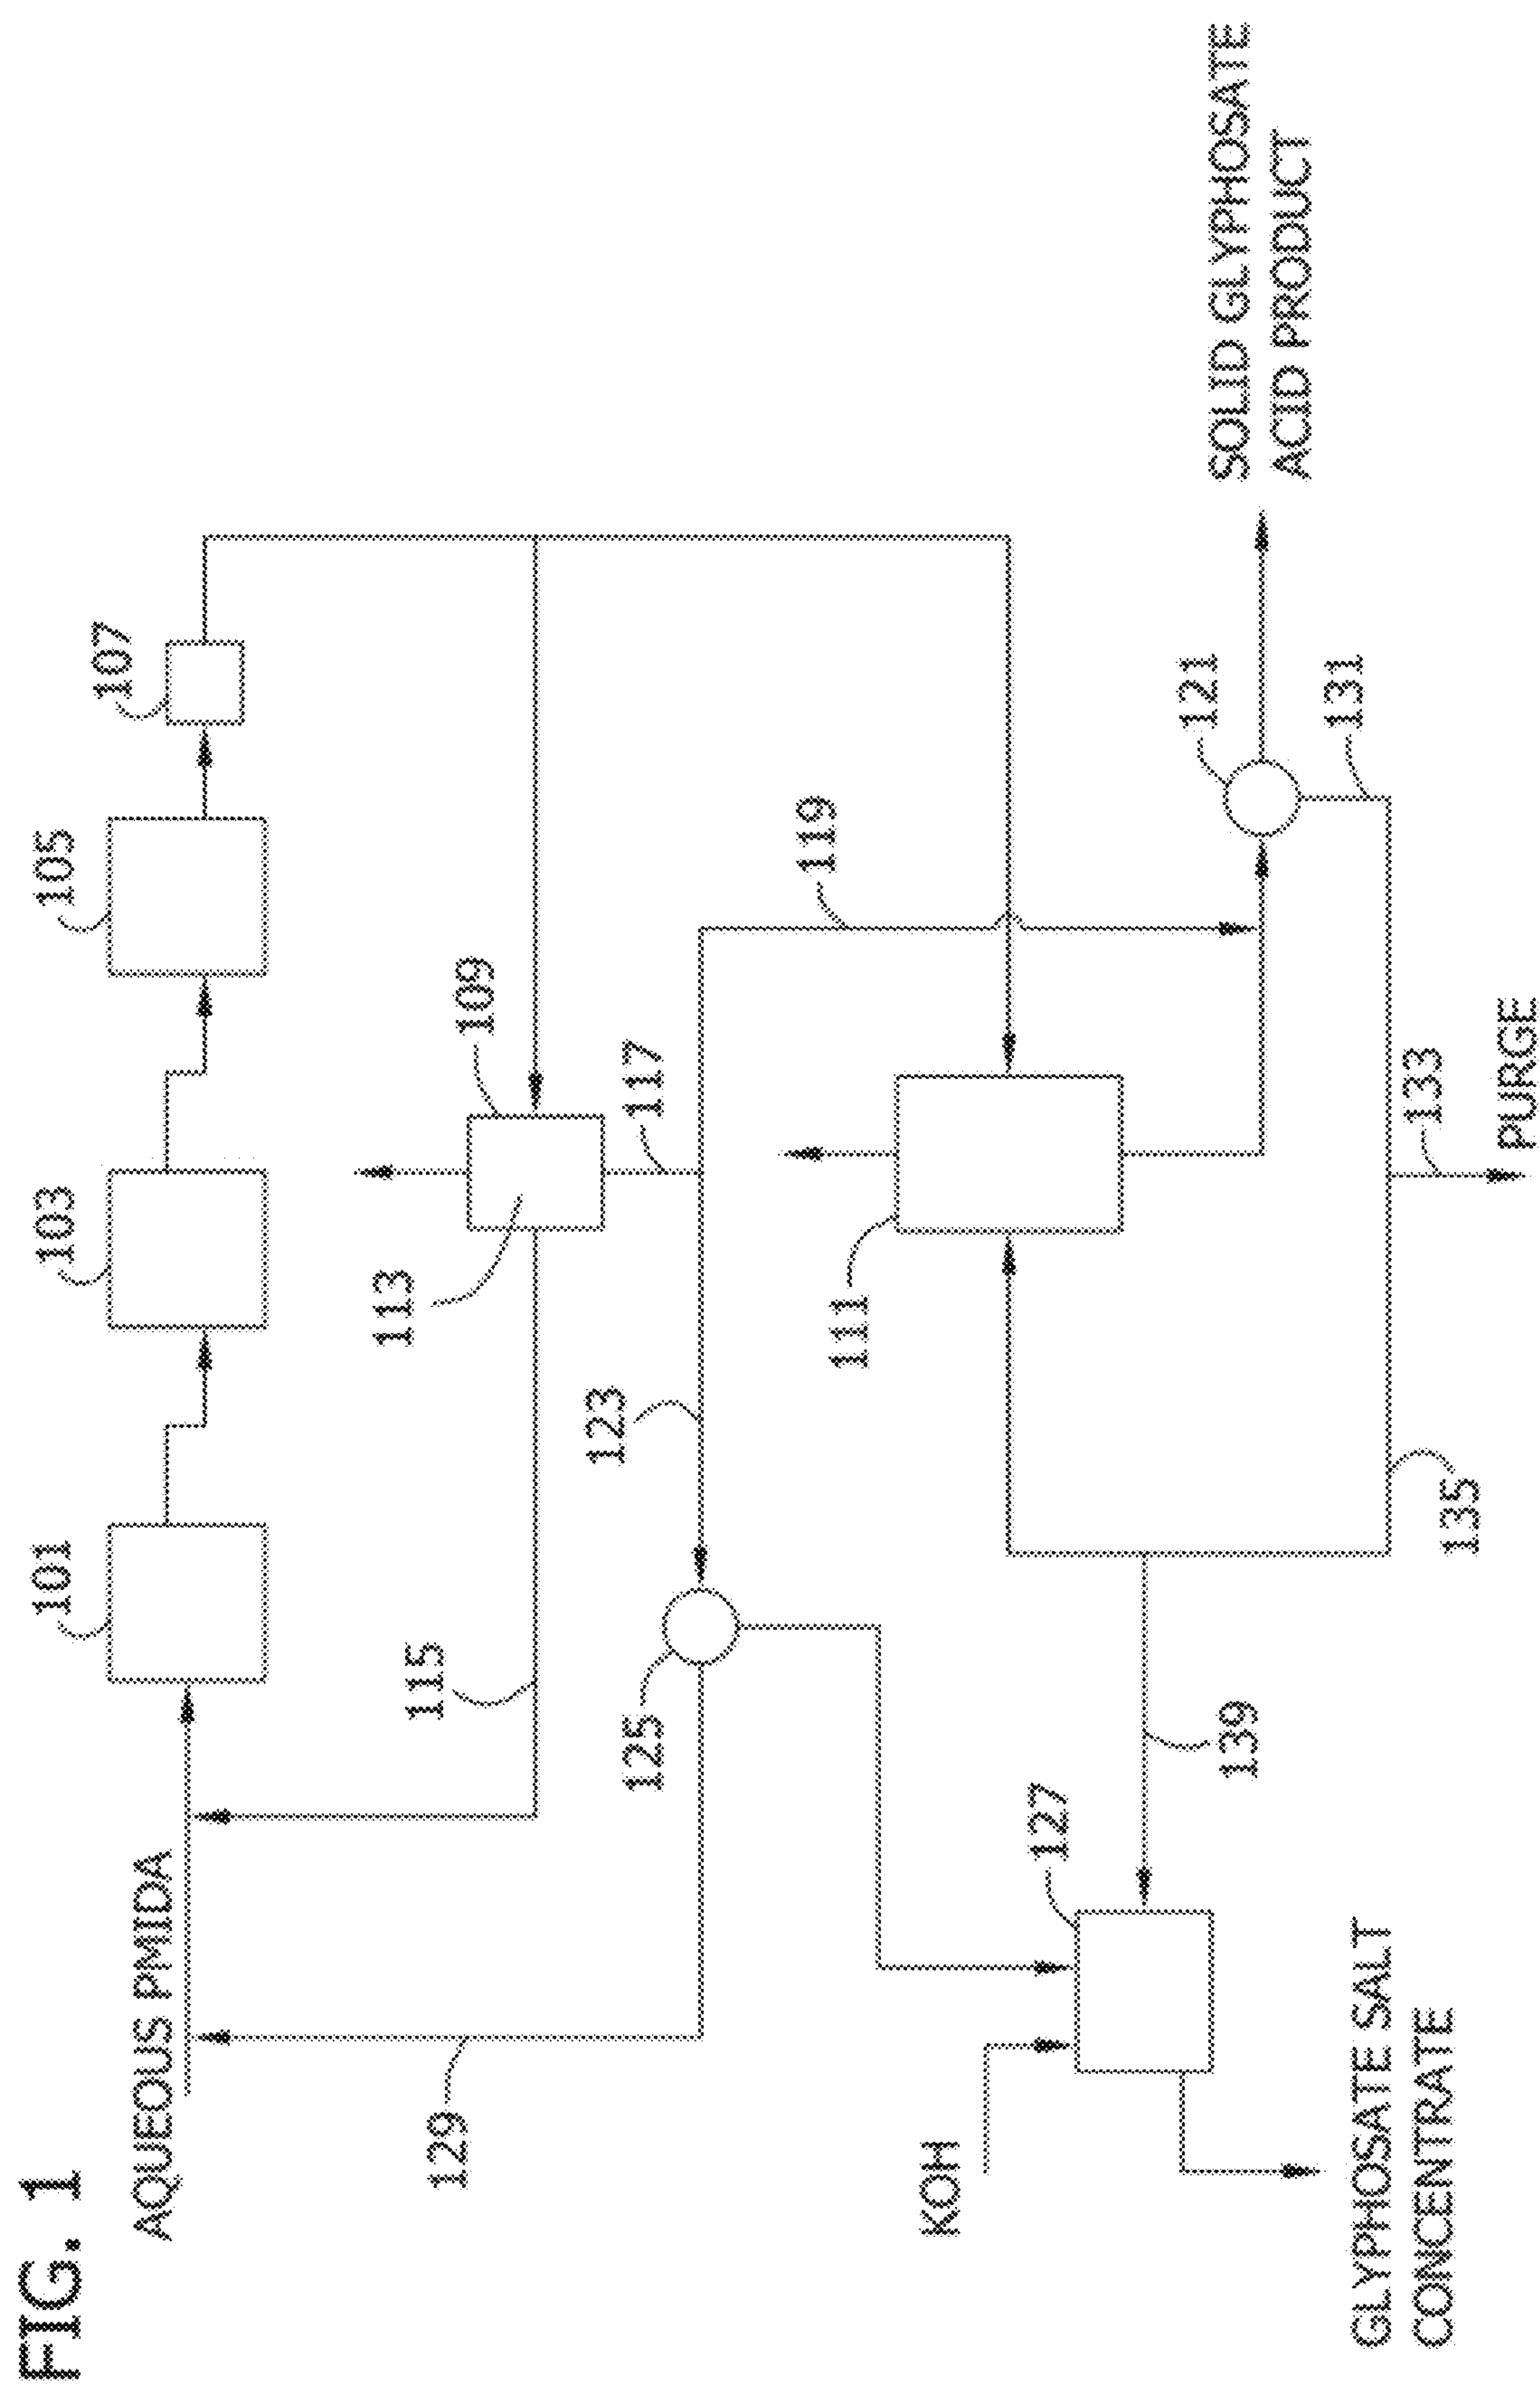 FIG. 1
AQUEOUS PMIDA
101
103
105
107
129
115
113
109
125
123
117
119
KOH
127
139
111
121
SOLID GLYPHOSATE
ACID PRODUCT
131
135
133
PURGE
GLYPHOSATE SALT
CONCENTRATE